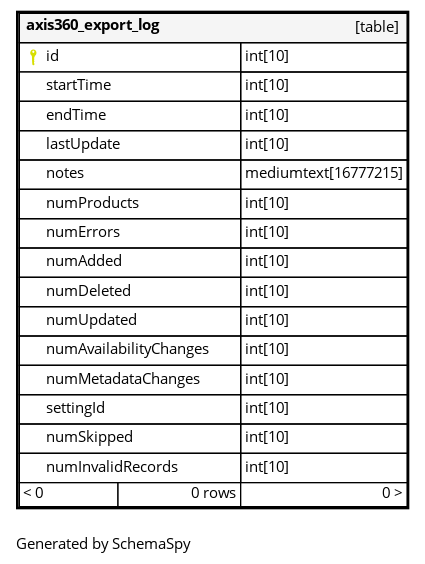 axis360_export_log [table]
id int[10]
startTime int[10]
endTime int[10]
lastUpdate int[10]
notes mediumtext[16777215]
numProducts int[10]
numErrors int[10]
numAdded int[10]
numDeleted int[10]
numUpdated int[10]
numAvailabilityChanges int[10]
numMetadataChanges int[10]
settingId int[10]
numSkipped int[10]
numInvalidRecords int[10]
< 0 0 rows 0 >
Generated by SchemaSpy